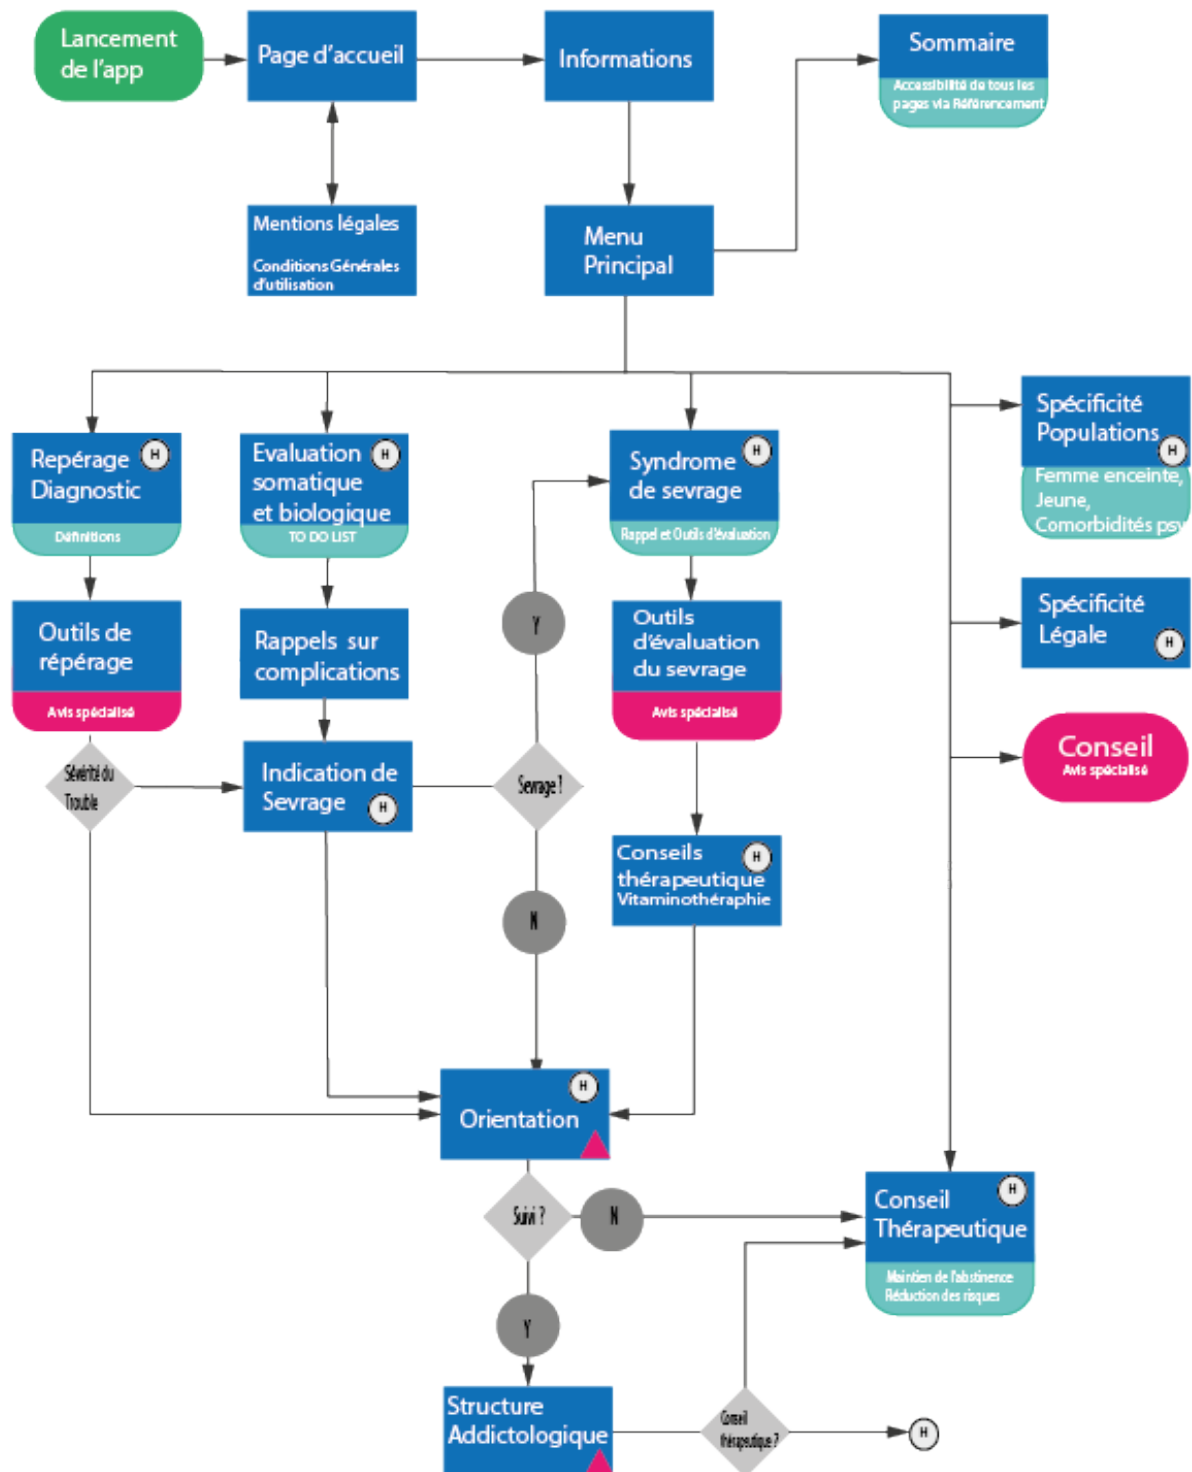 Lancement
de l'app
Page d'accueil
Informations
Sommaire
Accessibilité de tous les
pages via Référencement
Mentions légales
Conditions Générales
d'utilisation
Menu
Principal
Repérage
Diagnostic
H
Définitions
Evaluation
somatique
et biologique
H
TO DO LIST
Syndrome
de sevrage
H
Rappel et Outils d'évaluation
Spécificité
Populations
H
Femme enceinte,
Jeune,
Comorbidités psy
Outils de
répérage
Avis spécialisé
Rappels sur
complications
Y
Outils
d'évaluation
du sevrage
Avis spécialisé
Spécificité
Légale
H
Conseil
Avis spécialisé
Sévérité du
Trouble
Indication de
Sevrage
H
Sevrage ?
Conseils
thérapeutique
Vitaminothéraphie
H
N
Orientation
H
Suivi ?
N
Conseil
Thérapeutique
H
Maintien de l'abstinence
Réduction des risques
Y
Structure
Addictologique
Conseil
thérapeutique ?
H